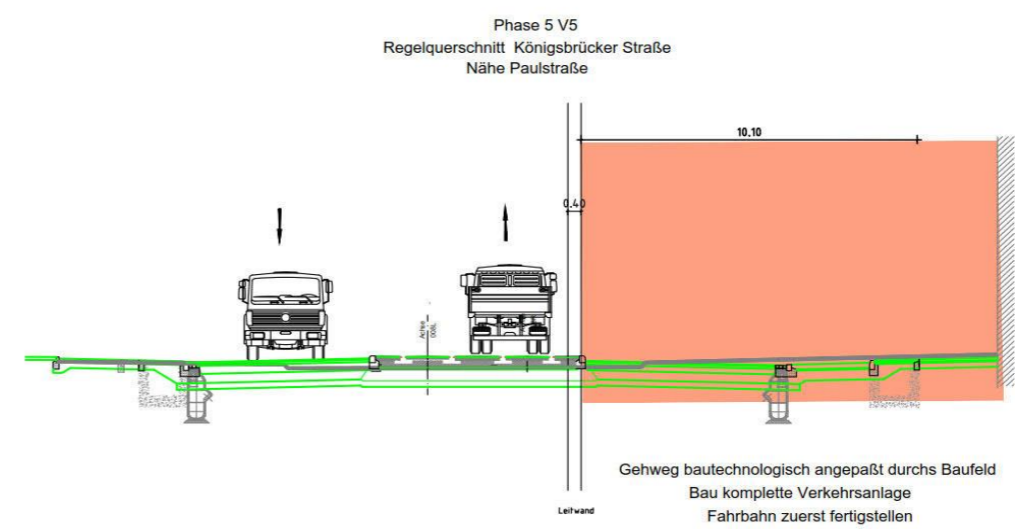 Phase 5 V5
Regelquerschnitt Königsbrücker Straße
Nähe Paulstraße
10.10
0.40
Achse
Gehweg bautechnologisch angepaßt durchs Baufeld
Bau komplette Verkehrsanlage
Leitwand
Fahrbahn zuerst fertigstellen